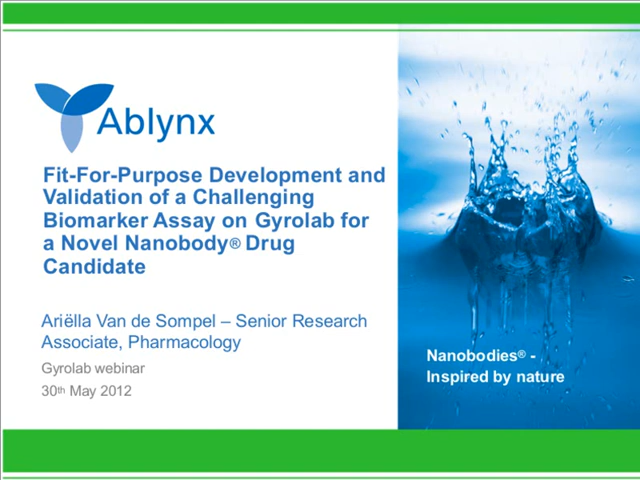 Ablynx
Fit-For-Purpose Development and
Validation of a Challenging
Biomarker Assay on Gyrolab for
a Novel Nanobody® Drug
Candidate
Ariëlla Van de Sompel – Senior Research
Associate, Pharmacology
Gyrolab webinar
30th May 2012
Nanobodies® -
Inspired by nature